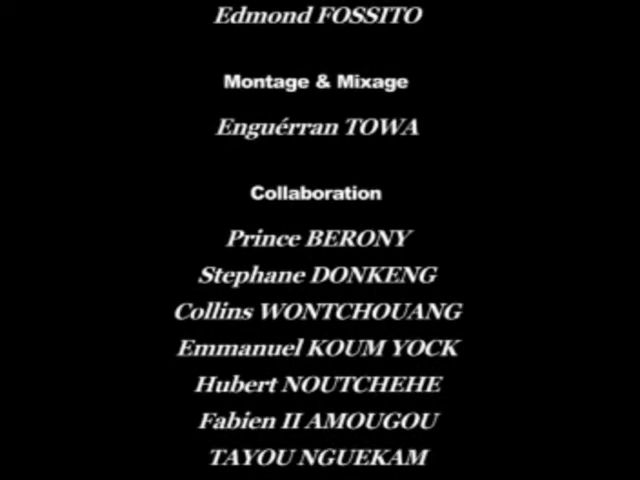 Edmond FOSSITO
Montage & Mixage
Enguérran TOWA
Collaboration
Prince BERONY
Stephane DONKENG
Collins WONTCHOUANG
Emmanuel KOUM YOCK
Hubert NOUTCHEHE
Fabien II AMOUGOU
TAYOU NGUEKAM